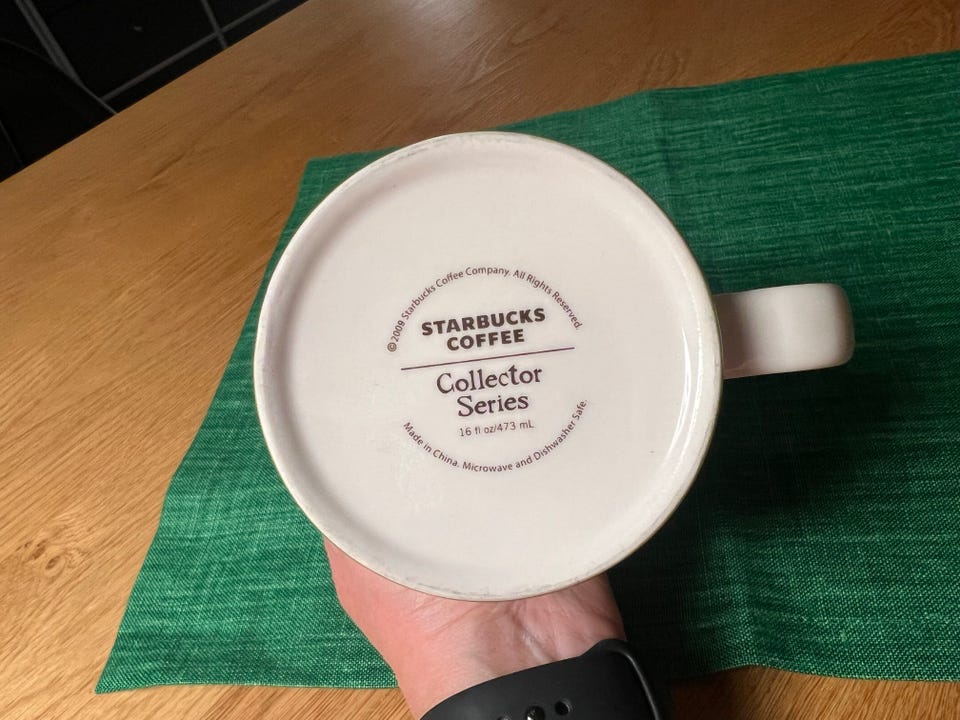 ©2009 Starbucks Coffee Company. All Rights Reserved.
STARBUCKS
COFFEE
Collector
Series
16 fl oz/473 mL
Made in China. Microwave and Dishwasher Safe.